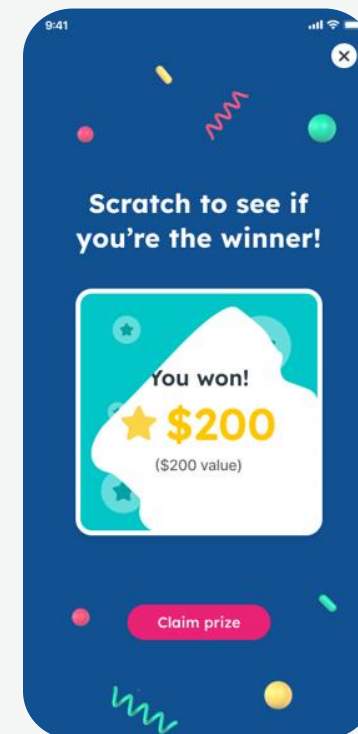 9:41
Scratch to see if
you're the winner!
You won!
$200
($200 value)
Claim prize